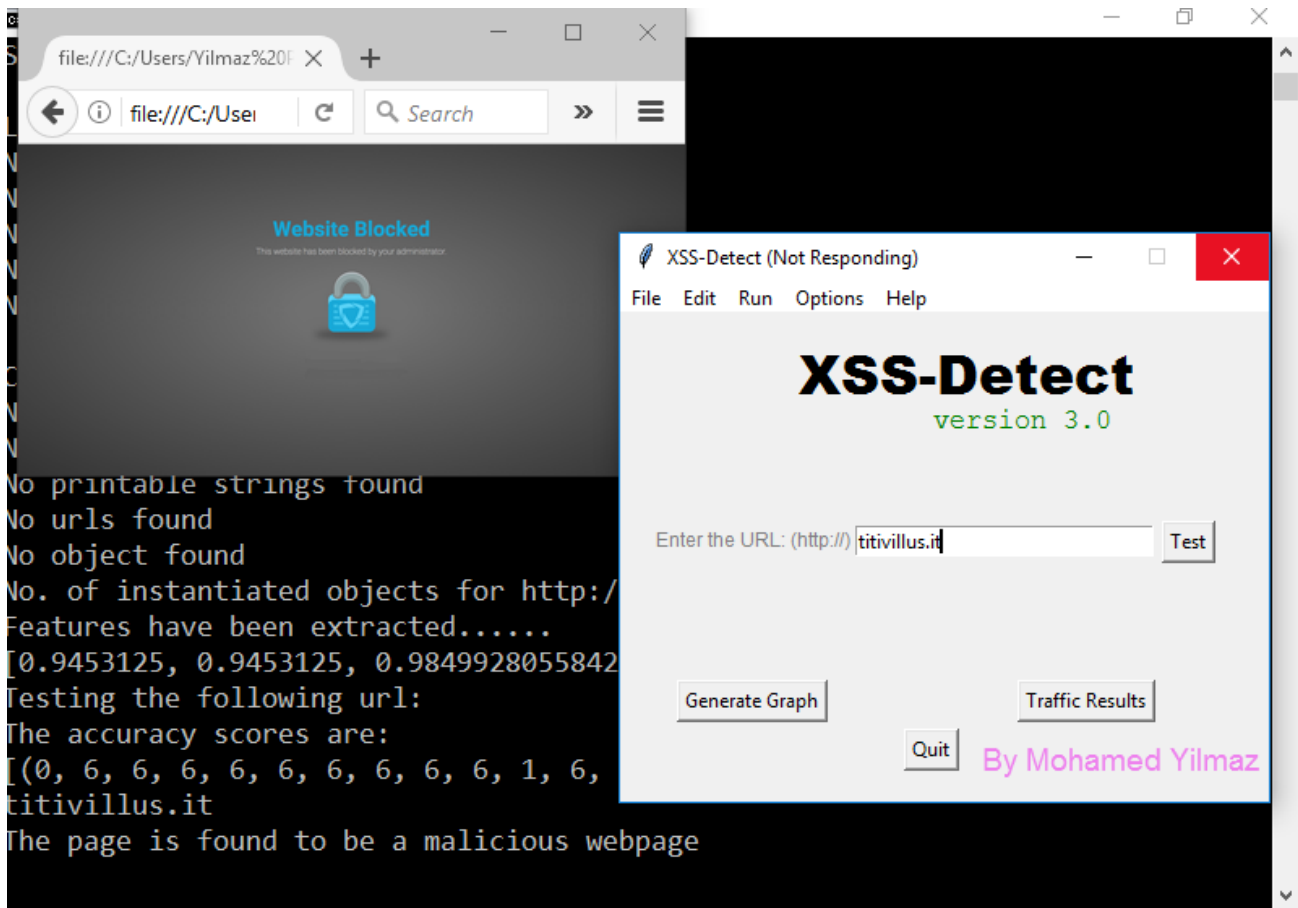 file:///C:/Users/Yilmaz%20F
file:///C:/User
Search
Website Blocked
This website has been blocked by your administrator
XSS-Detect (Not Responding)
File Edit Run Options Help
XSS-Detect
version 3.0
Enter the URL: (http://) titivillus.it Test
Generate Graph Traffic Results
Quit
By Mohamed Yilmaz
No printable strings found
No urls found
No object found
No. of instantiated objects for http:/
Features have been extracted......
[0.9453125, 0.9453125, 0.9849928055842
Testing the following url:
The accuracy scores are:
[(0, 6, 6, 6, 6, 6, 6, 6, 6, 6, 1, 6,
titivillus.it
The page is found to be a malicious webpage